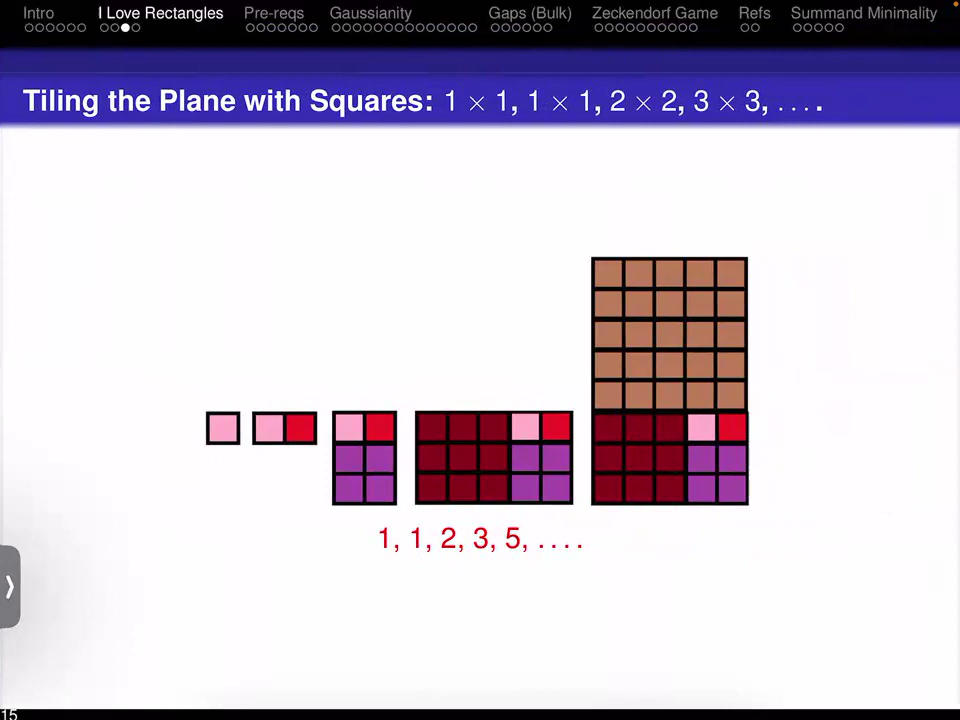 Intro I Love Rectangles Pre-reqs Gaussianity Gaps (Bulk) Zeckendorf Game Refs Summand Minimality
Tiling the Plane with Squares: 1 × 1, 1 × 1, 2 × 2, 3 × 3, . . . .
1, 1, 2, 3, 5, . . . .
15